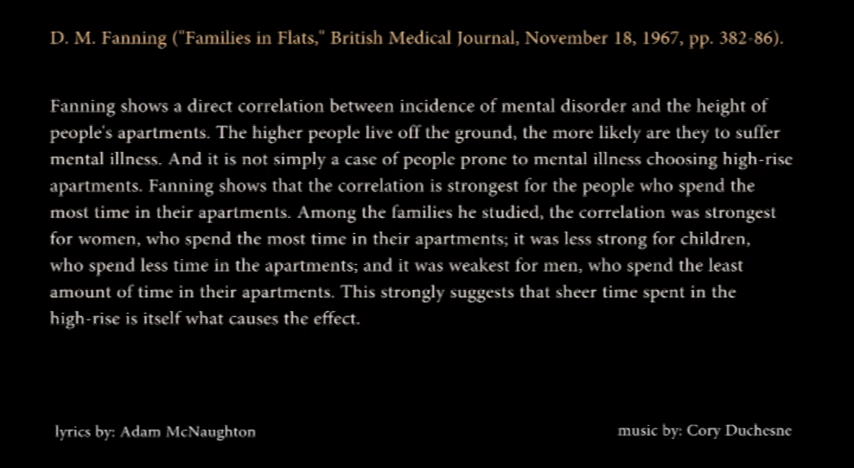 D. M. Fanning ("Families in Flats," British Medical Journal, November 18, 1967, pp. 382-86).
Fanning shows a direct correlation between incidence of mental disorder and the height of
people's apartments. The higher people live off the ground, the more likely are they to suffer
mental illness. And it is not simply a case of people prone to mental illness choosing high-rise
apartments. Fanning shows that the correlation is strongest for the people who spend the
most time in their apartments. Among the families he studied, the correlation was strongest
for women, who spend the most time in their apartments; it was less strong for children,
who spend less time in the apartments; and it was weakest for men, who spend the least
amount of time in their apartments. This strongly suggests that sheer time spent in the
high-rise is itself what causes the effect.
lyrics by: Adam McNaughton
music by: Cory Duchesne